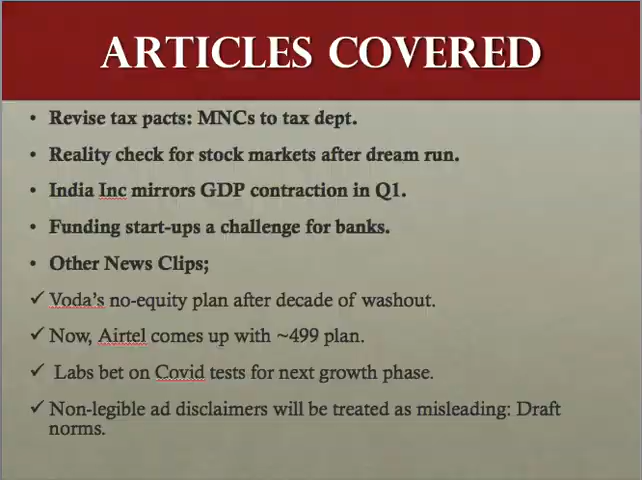 ARTICLES COVERED
• Revise tax pacts: MNCs to tax dept.
• Reality check for stock markets after dream run.
• India Inc mirrors GDP contraction in Q1.
• Funding start-ups a challenge for banks.
• Other News Clips;
✓ Voda's no-equity plan after decade of washout.
✓ Now, Airtel comes up with ~499 plan.
✓ Labs bet on Covid tests for next growth phase.
✓ Non-legible ad disclaimers will be treated as misleading: Draft
norms.